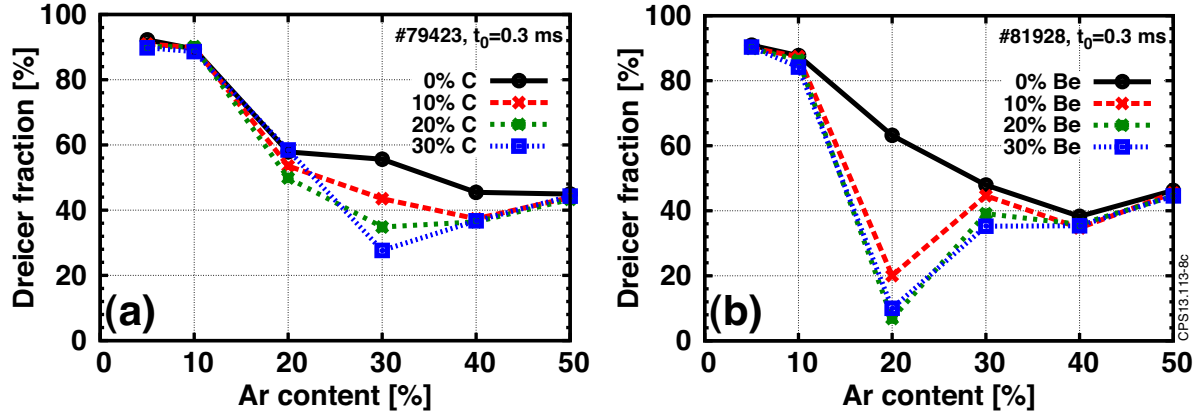 Dreicer fraction [%]
100
80
60
40
20
0
#79423, t0=0.3 ms
0% C
10% C
20% C
30% C
(a)
0 10 20 30 40 50
Ar content [%]
Dreicer fraction [%]
100
80
60
40
20
0
#81928, t0=0.3 ms
0% Be
10% Be
20% Be
30% Be
(b)
0 10 20 30 40 50
Ar content [%]
CPS13.113-8c